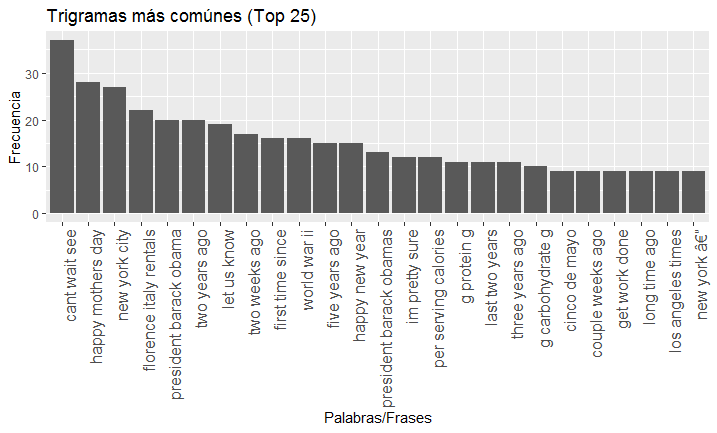 Trigramas más comúnes (Top 25)
Frecuencia
30
20
10
0
cant wait see
happy mothers day
new york city
florence italy rentals
president barack obama
two years ago
let us know
two weeks ago
first time since
world war ii
five years ago
happy new year
president barack obamas
im pretty sure
per serving calories
g protein g
last two years
three years ago
g carbohydrate g
cinco de mayo
couple weeks ago
get work done
long time ago
los angeles times
new york â€"
Palabras/Frases